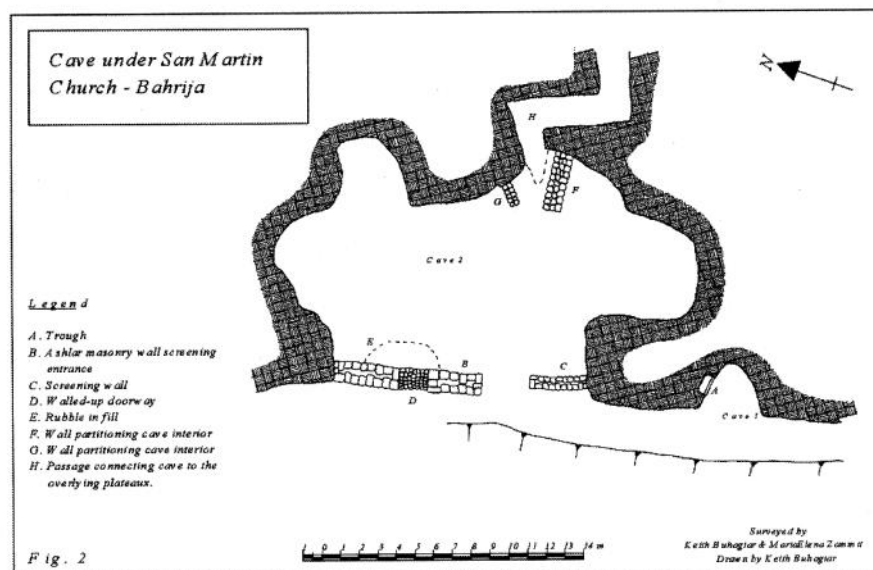 Cave under San Martin
Church - Bahrija
N
H
F
G
Cave 2
Legend
A. Trough
B. Ashlar masonry wall screening
entrance
C. Screening wall
D. Walled-up doorway
E. Rubble in fill
F. Wall partitioning cave interior
G. Wall partitioning cave interior
H. Passage connecting cave to the
overlying plateaux.
E
B
C
D
A
Cave 1
Fig. 2
1 0 1 2 3 4 5 6 7 8 9 10 11 12 13 14 m
Surveyed by
Keith Buhagiar & MariaElena Zammit
Drawn by Keith Buhagiar